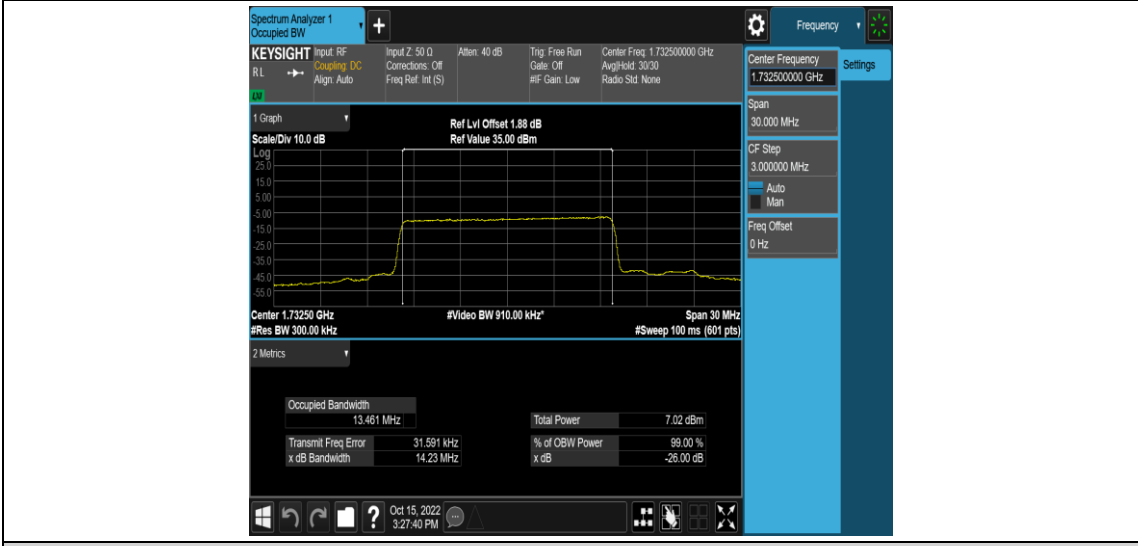 Spectrum Analyzer 1
Occupied BW
+
Frequency
KEYSIGHT
RL
Input: RF
Coupling: DC
Align: Auto
Input Z: 50 Ω
Corrections: Off
Freq Ref: Int (S)
Atten: 40 dB
Trig: Free Run
Gate: Off
#IF Gain: Low
Center Freq: 1.732500000 GHz
Avg|Hold: 30/30
Radio Std: None
Center Frequency
1.732500000 GHz
Settings
Span
30.000 MHz
CF Step
3.000000 MHz
Auto
Man
Freq Offset
0 Hz
1 Graph
Scale/Div 10.0 dB
Ref Lvl Offset 1.88 dB
Ref Value 35.00 dBm
Log
25.0
15.0
5.00
-5.00
-15.0
-25.0
-35.0
-45.0
-55.0
Center 1.73250 GHz
#Video BW 910.00 kHz*
Span 30 MHz
#Res BW 300.00 kHz
#Sweep 100 ms (601 pts)
2 Metrics
Occupied Bandwidth
13.461 MHz
Total Power 7.02 dBm
Transmit Freq Error 31.591 kHz
% of OBW Power 99.00 %
x dB Bandwidth 14.23 MHz
x dB -26.00 dB
?
Oct 15, 2022
3:27:40 PM